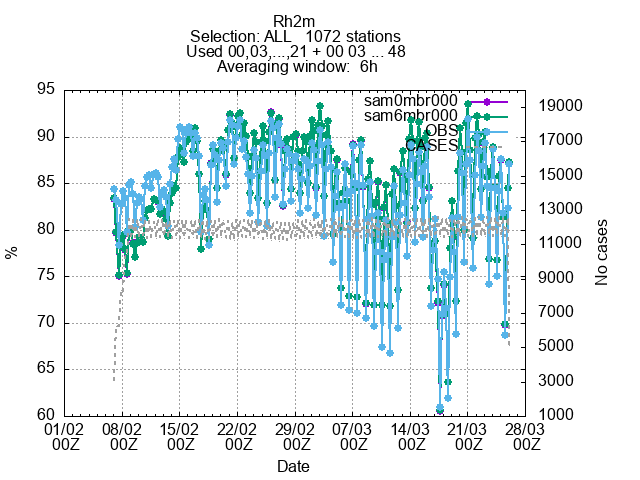 Rh2m
Selection: ALL   1072 stations
Used 00,03,...,21 + 00 03 ... 48
Averaging window:  6h
sam0mbr000
sam6mbr000
OBS
CASES
95
90
85
80
75
70
65
60
%
19000
17000
15000
13000
11000
9000
7000
5000
3000
1000
No cases
01/02 08/02 15/02 22/02 29/02 07/03 14/03 21/03 28/03
00Z 00Z 00Z 00Z 00Z 00Z 00Z 00Z 00Z
Date